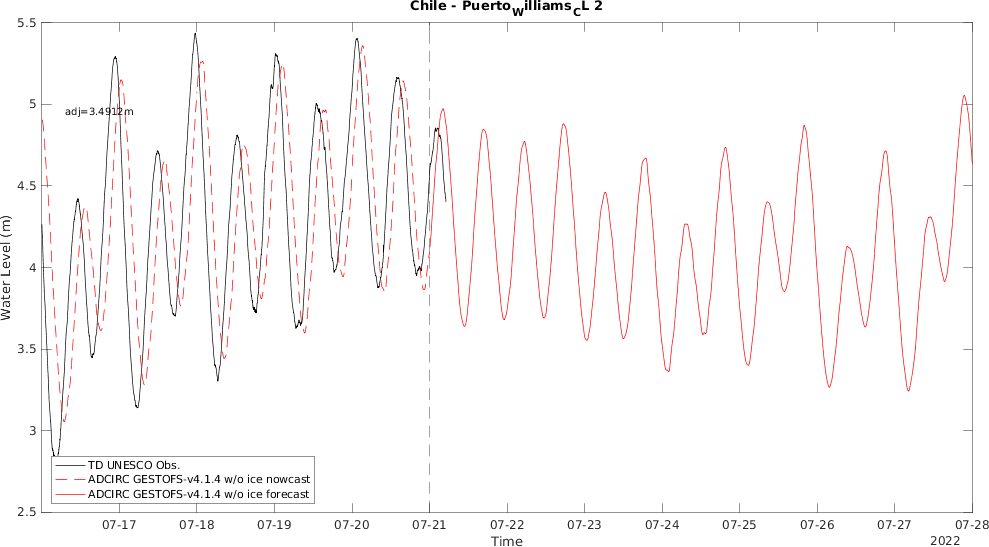 Chile - Puerto_Williams_CL 2
5.5
5
4.5
4
3.5
3
2.5
Water Level (m)
adj=3.4912m
TD UNESCO Obs.
ADCIRC GESTOFS-v4.1.4 w/o ice nowcast
ADCIRC GESTOFS-v4.1.4 w/o ice forecast
07-17 07-18 07-19 07-20 07-21 07-22 07-23 07-24 07-25 07-26 07-27 07-28
Time
2022